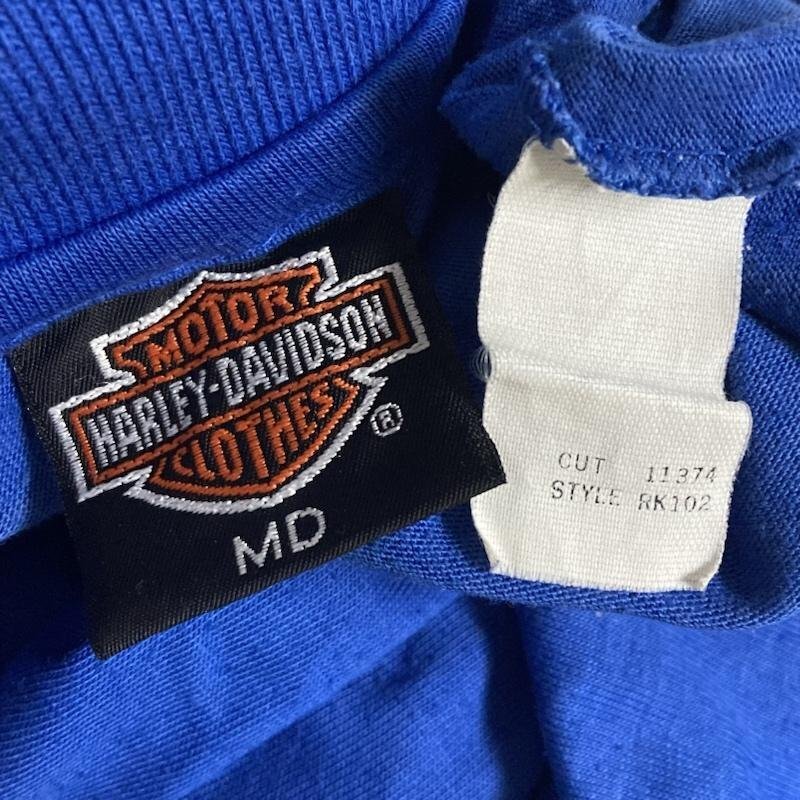 MOTOR
HARLEY-DAVIDSON
CLOTHES
®
MD
CUT 11374
STYLE RK102